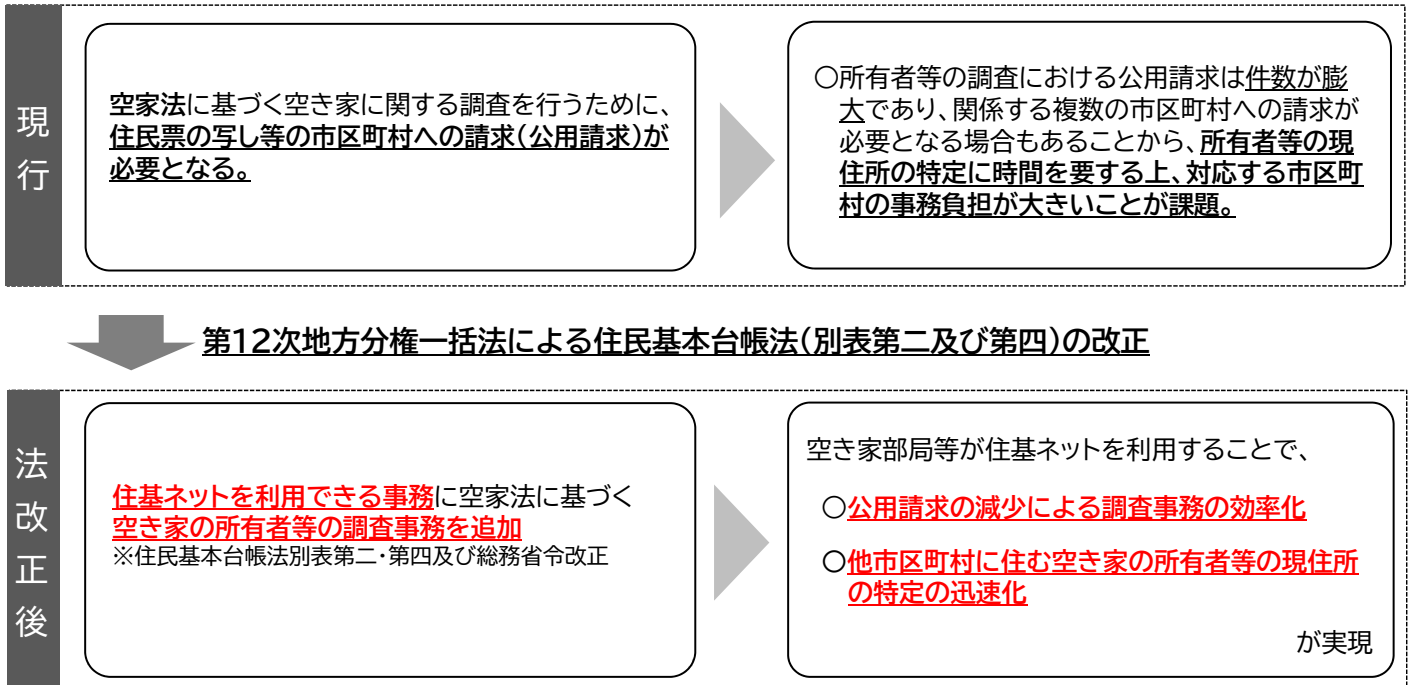 現行
空家法に基づく空き家に関する調査を行うために、
住民票の写し等の市区町村への請求(公用請求)が
必要となる。
○所有者等の調査における公用請求は件数が膨
大であり、関係する複数の市区町村への請求が
必要となる場合もあることから、所有者等の現
住所の特定に時間を要する上、対応する市区町
村の事務負担が大きいことが課題。
第12次地方分権一括法による住民基本台帳法(別表第二及び第四)の改正
法改正後
住基ネットを利用できる事務に空家法に基づく
空き家の所有者等の調査事務を追加
※住民基本台帳法別表第二・第四及び総務省令改正
空き家部局等が住基ネットを利用することで、
○公用請求の減少による調査事務の効率化
○他市区町村に住む空き家の所有者等の現住所
の特定の迅速化
が実現